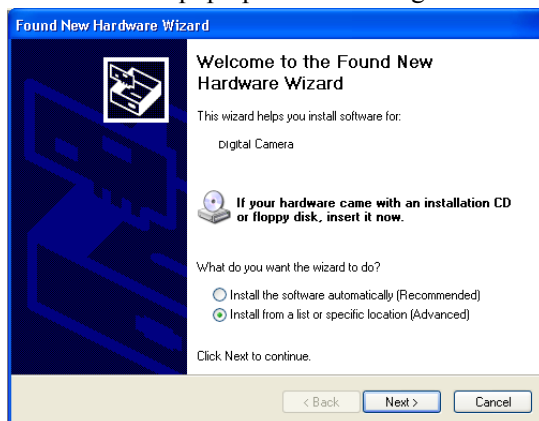 Found New Hardware Wizard
Welcome to the Found New
Hardware Wizard
This wizard helps you install software for:
Digital Camera
If your hardware came with an installation CD
or floppy disk, insert it now.
What do you want the wizard to do?
Install the software automatically (Recommended)
Install from a list or specific location (Advanced)
Click Next to continue.
< Back Next > Cancel